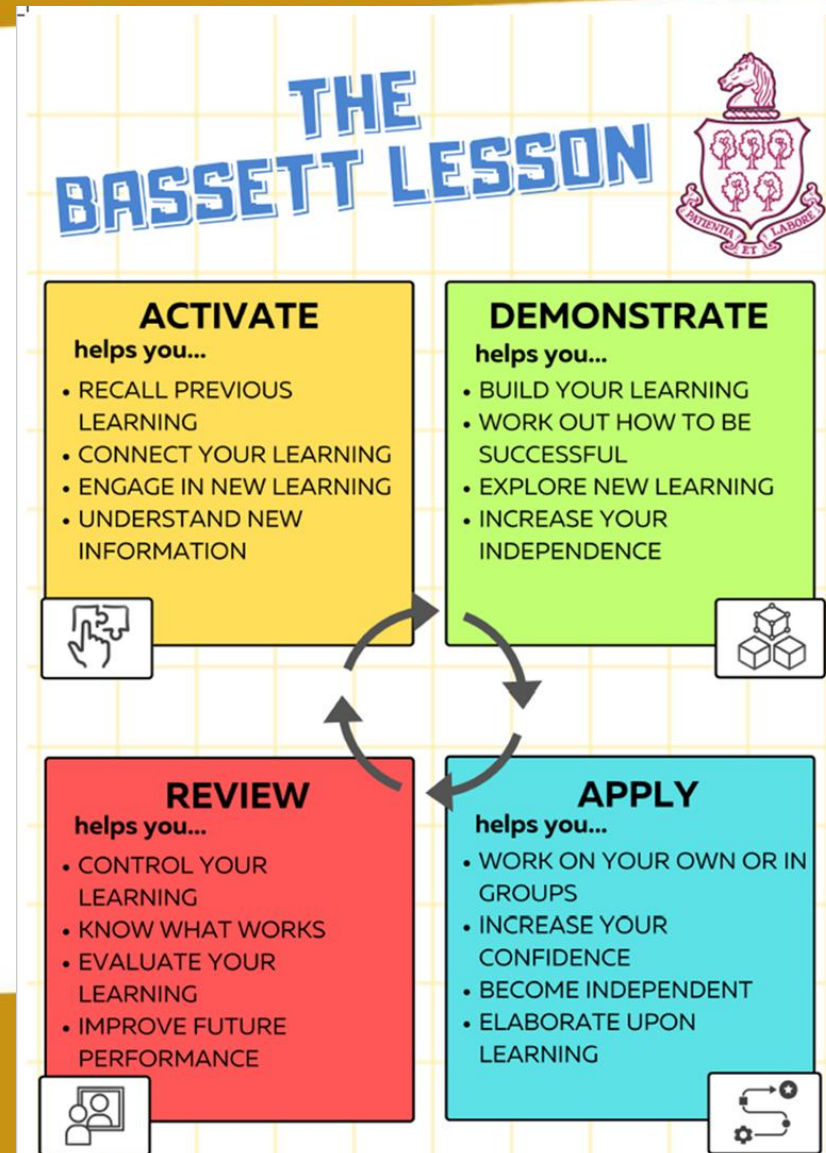 THE
BASSETT LESSON
PATIENTIA ET LABORE
ACTIVATE
helps you...
• RECALL PREVIOUS
LEARNING
• CONNECT YOUR LEARNING
• ENGAGE IN NEW LEARNING
• UNDERSTAND NEW
INFORMATION
DEMONSTRATE
helps you...
• BUILD YOUR LEARNING
• WORK OUT HOW TO BE
SUCCESSFUL
• EXPLORE NEW LEARNING
• INCREASE YOUR
INDEPENDENCE
REVIEW
helps you...
• CONTROL YOUR
LEARNING
• KNOW WHAT WORKS
• EVALUATE YOUR
LEARNING
• IMPROVE FUTURE
PERFORMANCE
APPLY
helps you...
• WORK ON YOUR OWN OR IN
GROUPS
• INCREASE YOUR
CONFIDENCE
• BECOME INDEPENDENT
• ELABORATE UPON
LEARNING